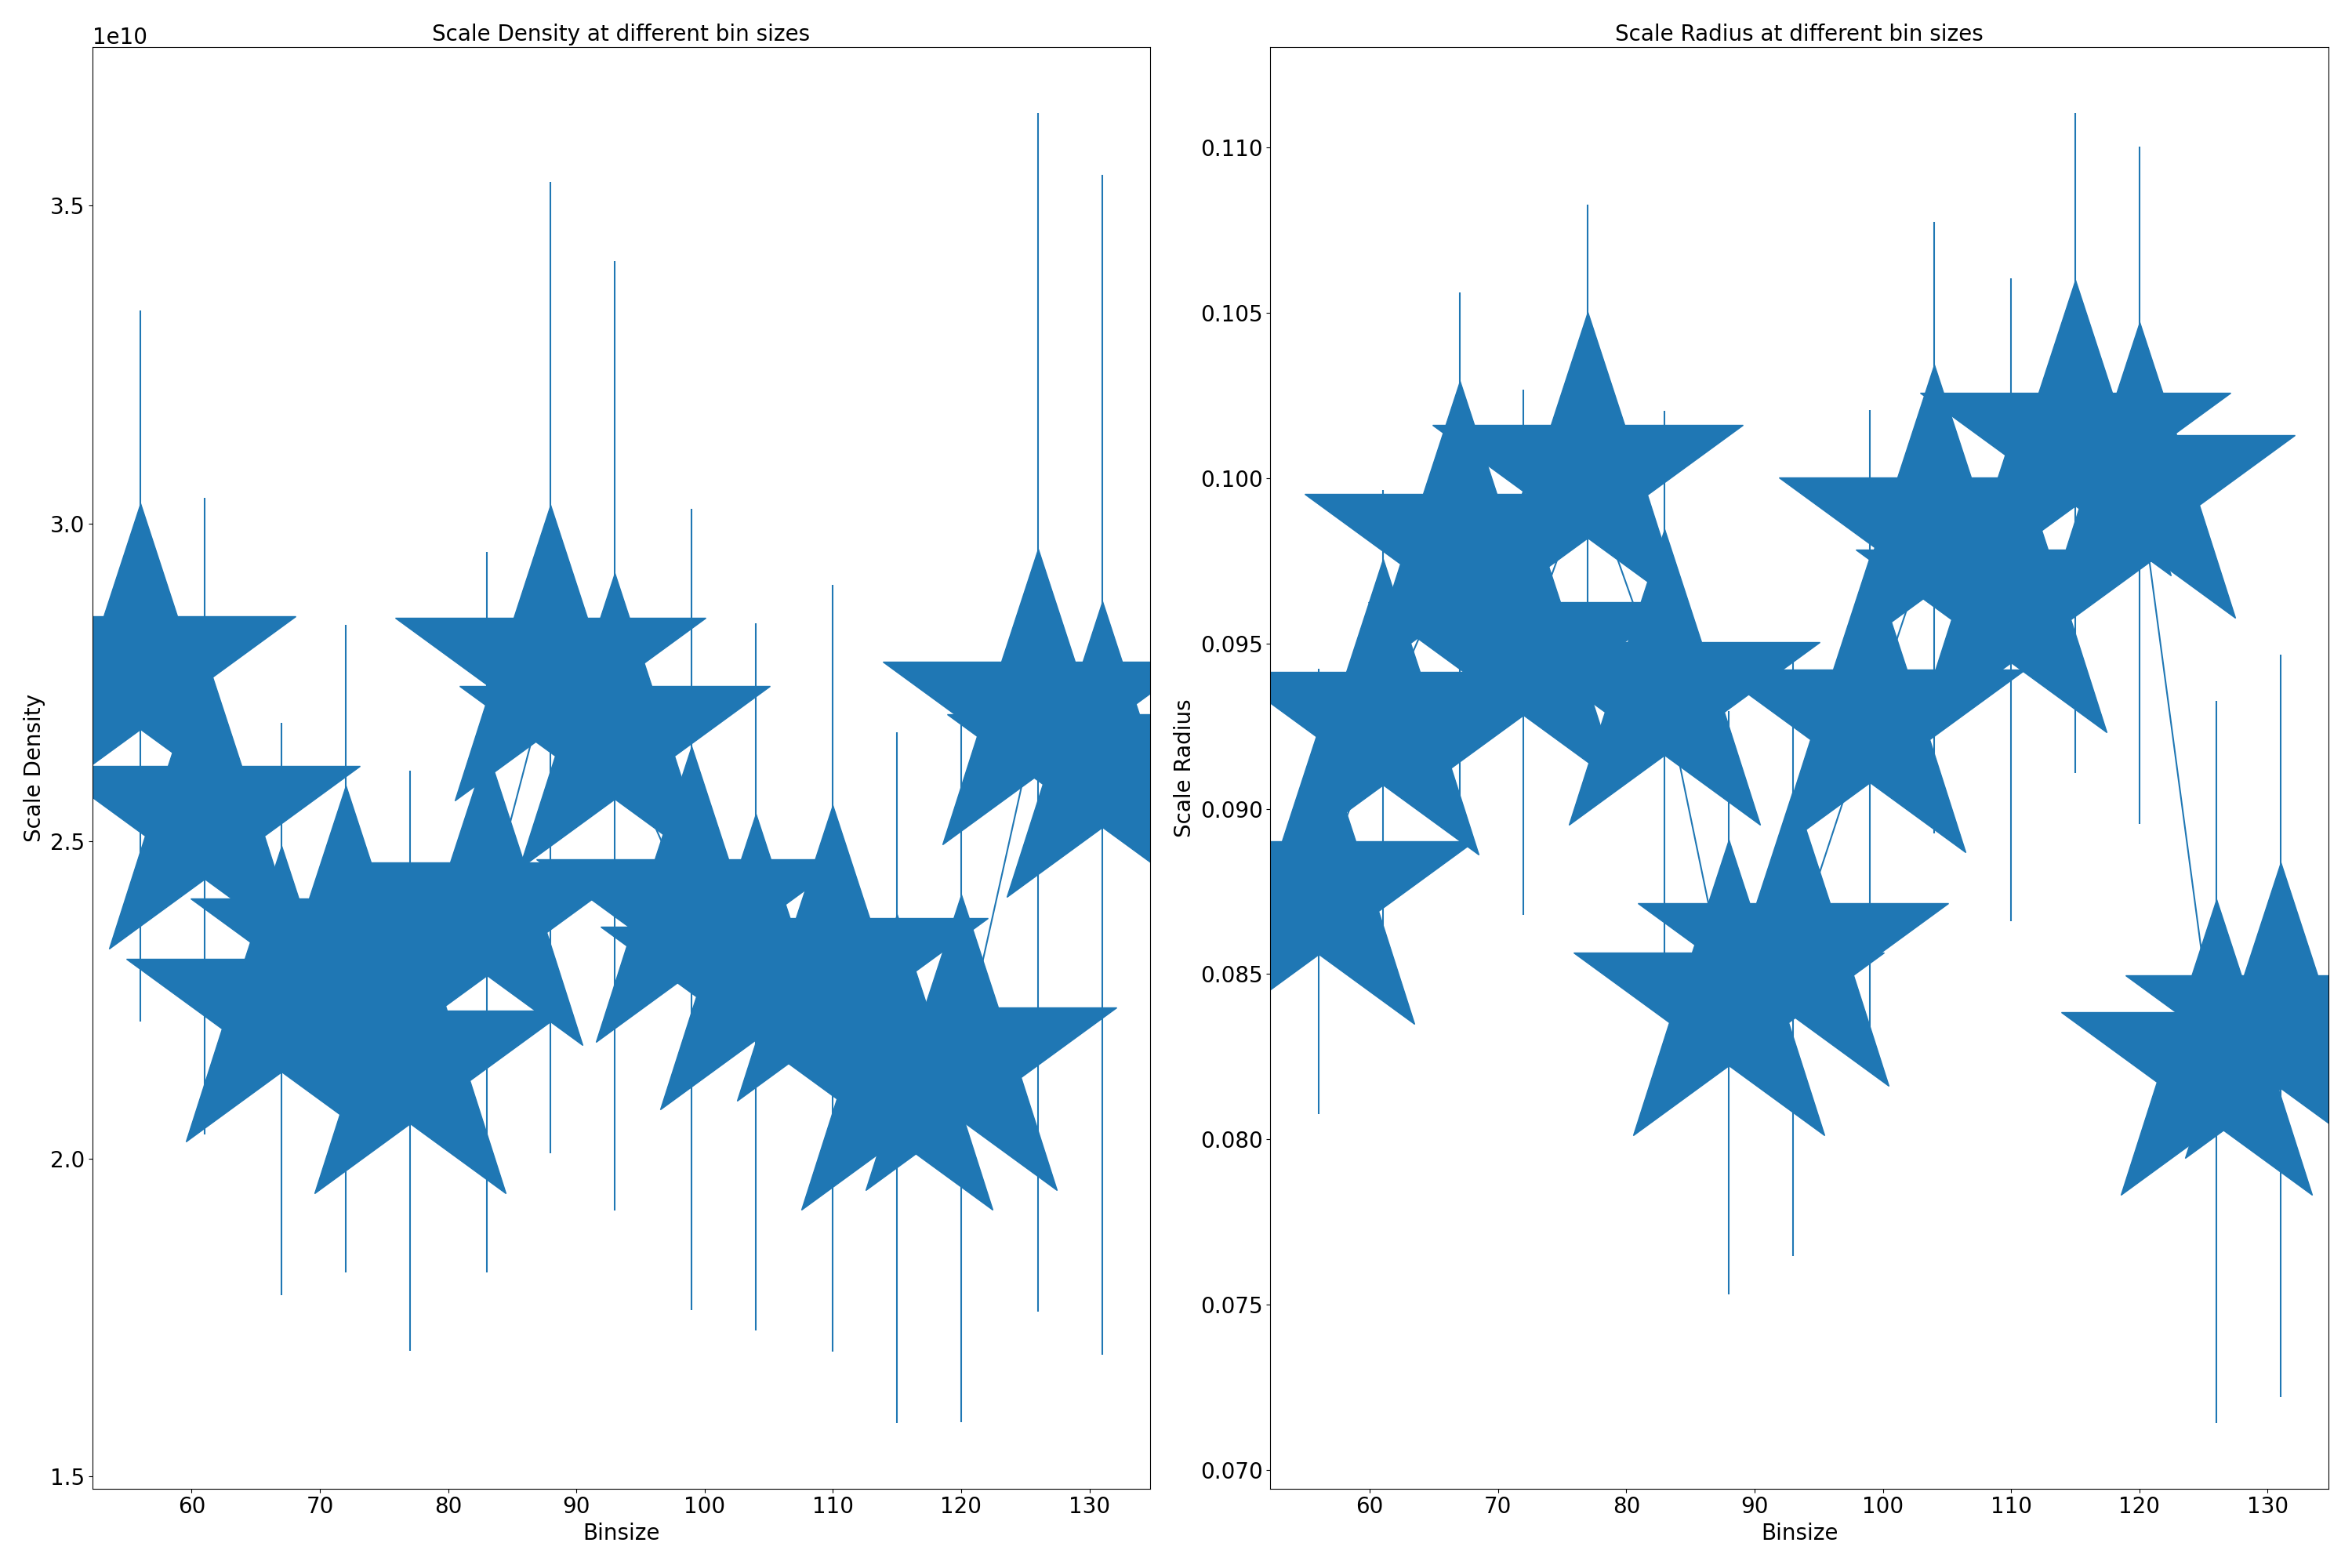 Scale Density at different bin sizes
1e10
3.5
3.0
2.5
2.0
1.5
Scale Density
60 70 80 90 100 110 120 130
Binsize
Scale Radius at different bin sizes
0.110
0.105
0.100
0.095
0.090
0.085
0.080
0.075
0.070
Scale Radius
60 70 80 90 100 110 120 130
Binsize